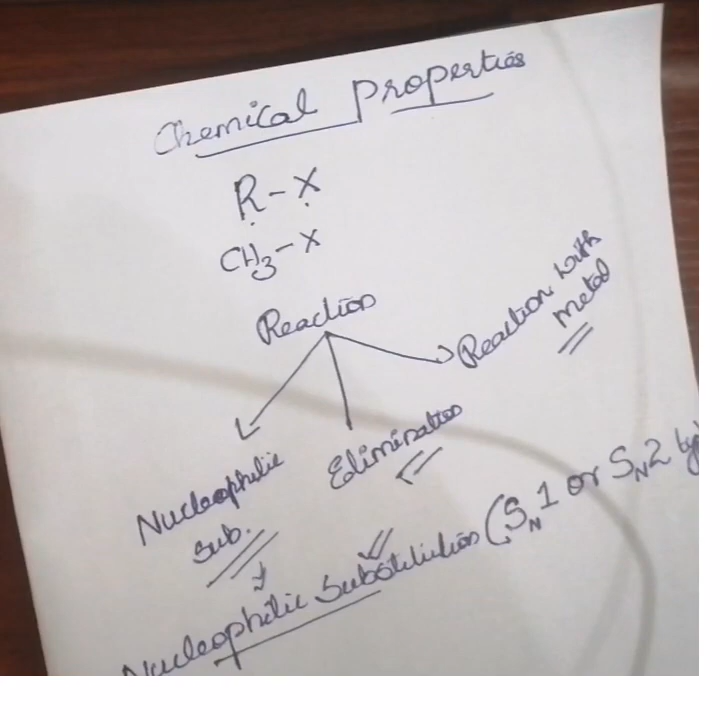 Chemical Properties
R-X
CH3-X
Reaction
Reaction with
metal
Elimination
Nucleophilic
sub.
Nucleophilic Substitution (SN1 or SN2